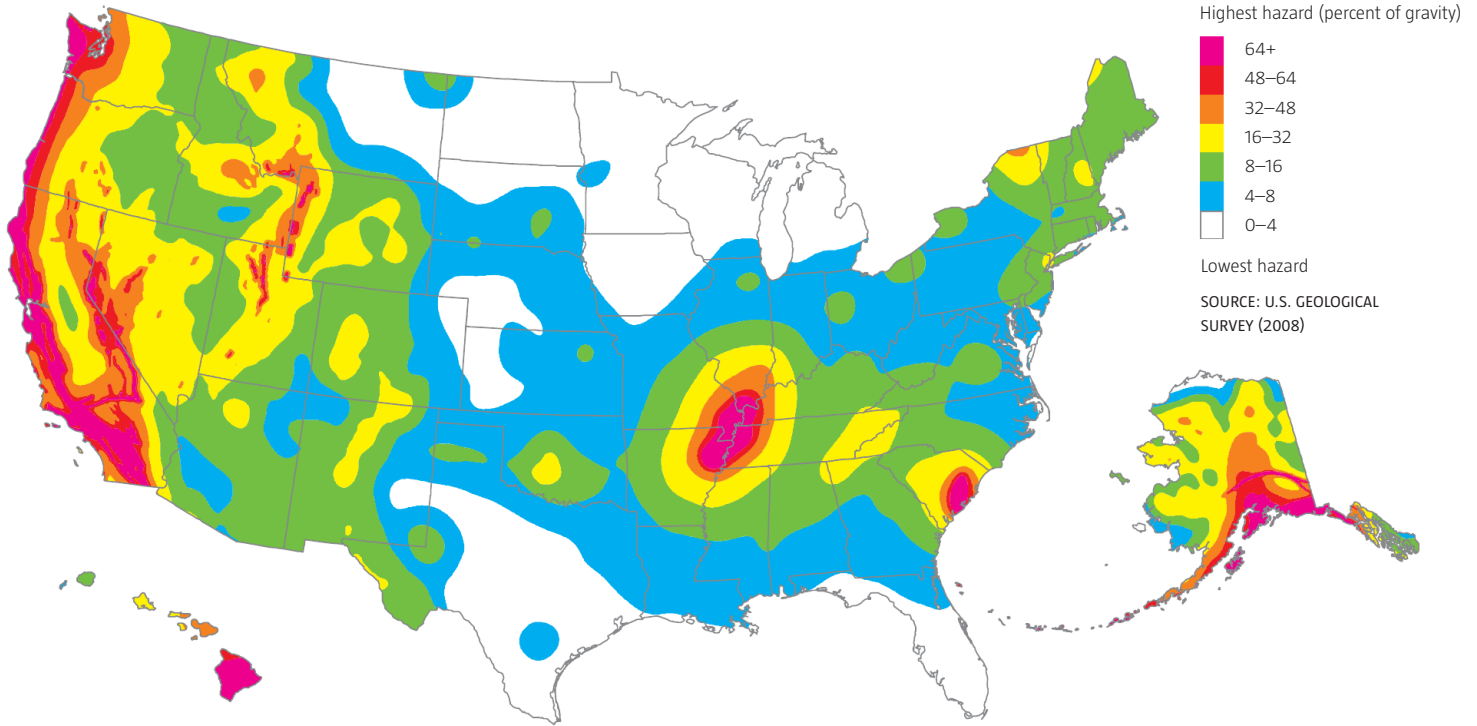 Highest hazard (percent of gravity)
64+
48–64
32–48
16–32
8–16
4–8
0–4
Lowest hazard
SOURCE: U.S. GEOLOGICAL
SURVEY (2008)